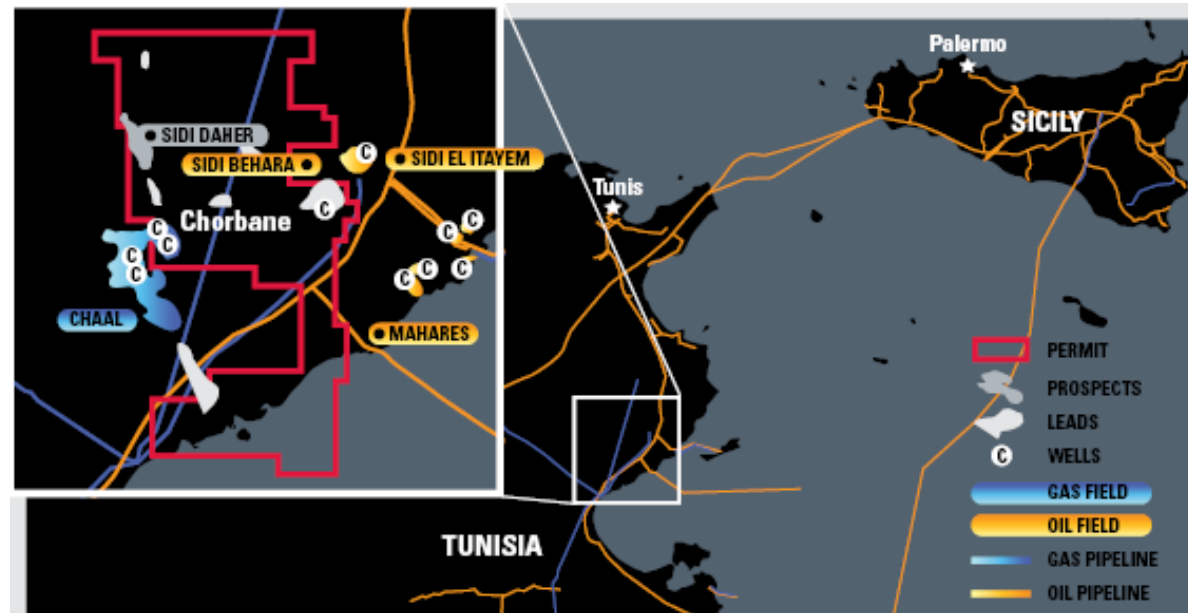 SIDI DAHER
SIDI BEHARA
SIDI EL ITAYEM
Chorbane
C
C
C
C
C
C
C
C
C
C
C
CHAAL
MAHARES
Palermo
SICILY
Tunis
TUNISIA
PERMIT
PROSPECTS
LEADS
C WELLS
GAS FIELD
OIL FIELD
GAS PIPELINE
OIL PIPELINE